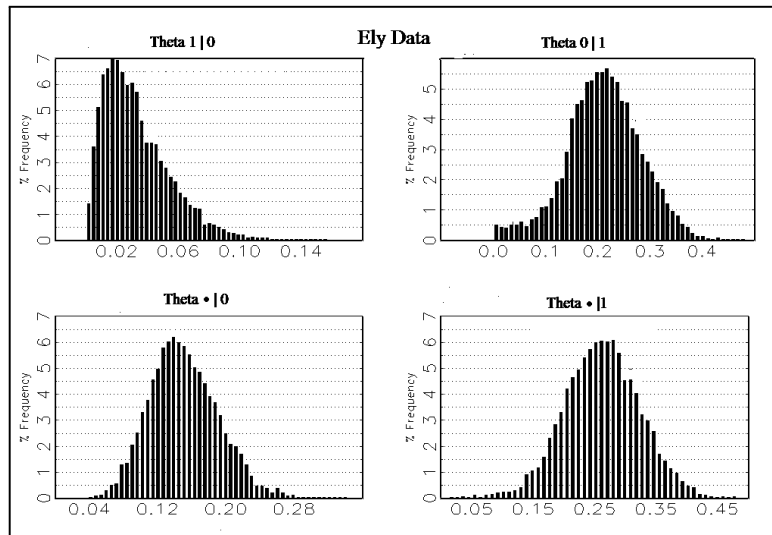 Ely Data
Theta 1|0
% Frequency
0 1 2 3 4 5 6 7
0.02 0.06 0.10 0.14
Theta 0|1
% Frequency
0 1 2 3 4 5
0.0 0.1 0.2 0.3 0.4
Theta •|0
% Frequency
0 1 2 3 4 5 6 7
0.04 0.12 0.20 0.28
Theta •|1
% Frequency
0 1 2 3 4 5 6 7
0.05 0.15 0.25 0.35 0.45